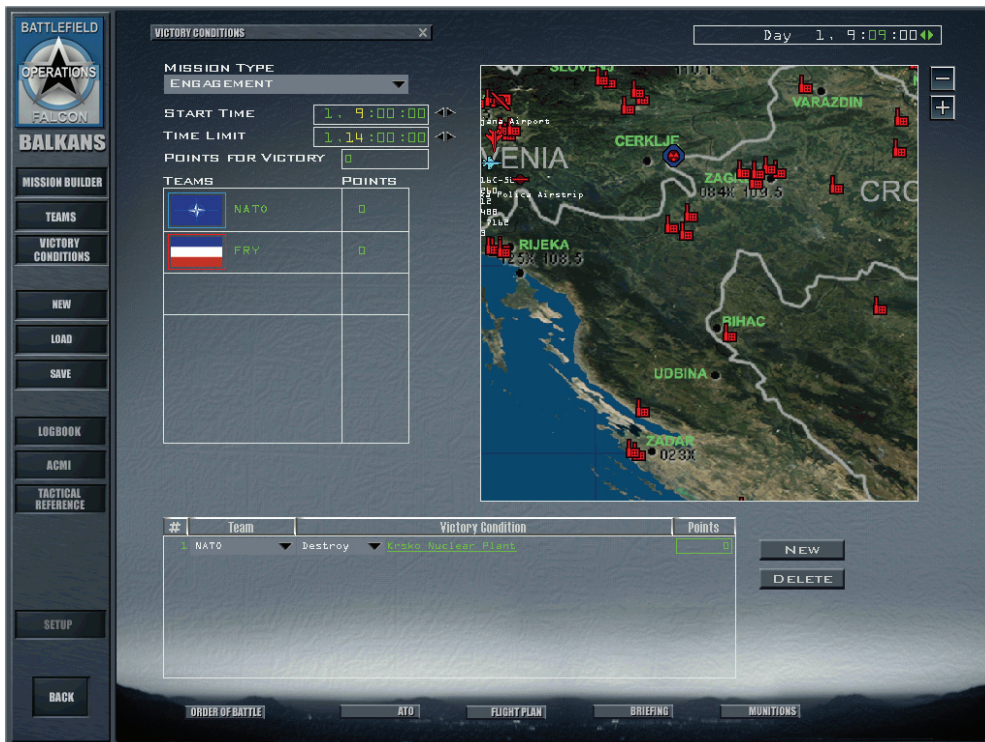 BATTLEFIELD
OPERATIONS
FALCON
BALKANS
MISSION BUILDER
TEAMS
VICTORY
CONDITIONS
NEW
LOAD
SAVE
LOGBOOK
ACMI
TACTICAL
REFERENCE
SETUP
BACK
VICTORY CONDITIONS
Day 1, 9:09:00
MISSION TYPE
ENGAGEMENT
START TIME 1, 9:00:00
TIME LIMIT 1,14:00:00
POINTS FOR VICTORY 0
TEAMS POINTS
NATO 0
FRY 0
VARAZDIN
Airport
CERKLJE
VENIA
084X 109.5
CRO
Airstrip
RIJEKA
108.5
BIHAC
UDBINA
ZADAR
023X
# Team Victory Condition Points
1 NATO Destroy Krsko Nuclear Plant 0
NEW
DELETE
ORDER OF BATTLE ATO FLIGHT PLAN BRIEFING MUNITIONS